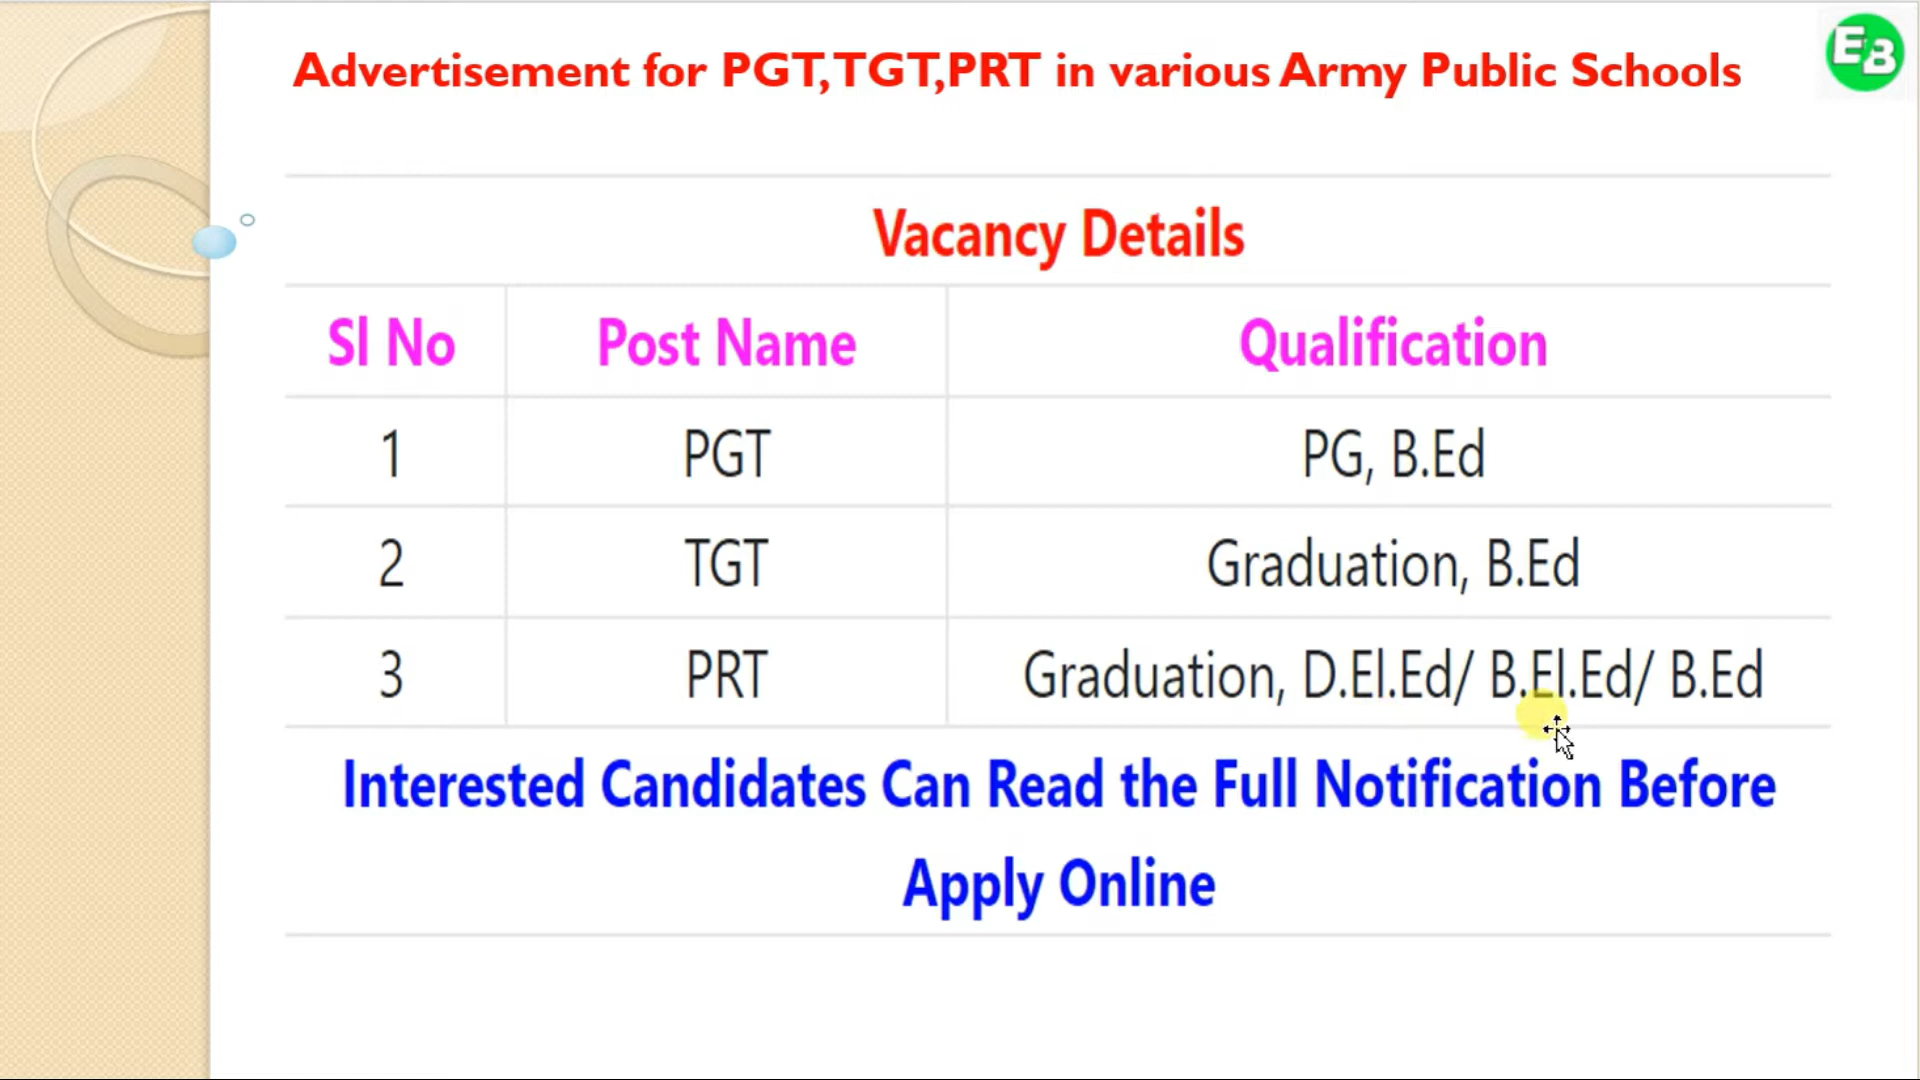 Advertisement for PGT,TGT,PRT in various Army Public Schools
EB
Vacancy Details
Sl No Post Name Qualification
1 PGT PG, B.Ed
2 TGT Graduation, B.Ed
3 PRT Graduation, D.El.Ed/ B.El.Ed/ B.Ed
Interested Candidates Can Read the Full Notification Before
Apply Online